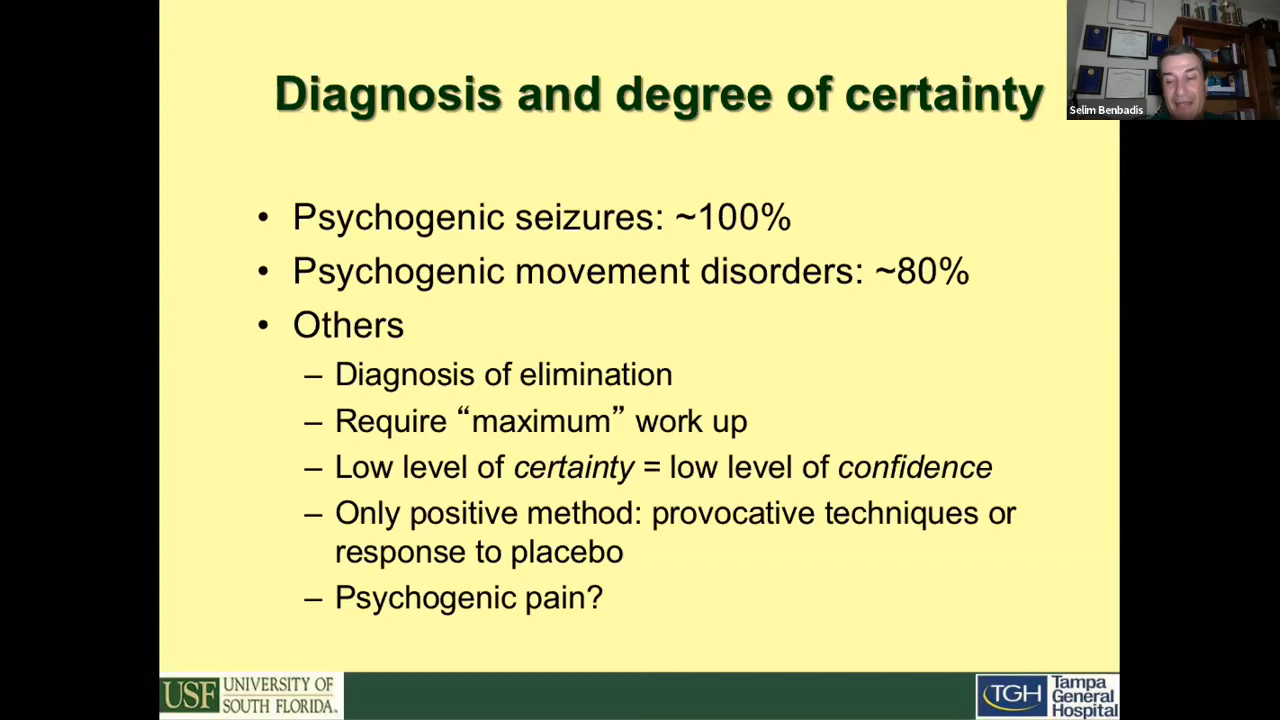 Diagnosis and degree of certainty
Selim Benbadis
• Psychogenic seizures: ~100%
• Psychogenic movement disorders: ~80%
• Others
– Diagnosis of elimination
– Require “maximum” work up
– Low level of certainty = low level of confidence
– Only positive method: provocative techniques or
response to placebo
– Psychogenic pain?
USF UNIVERSITY OF
SOUTH FLORIDA
TGH Tampa
General
Hospital